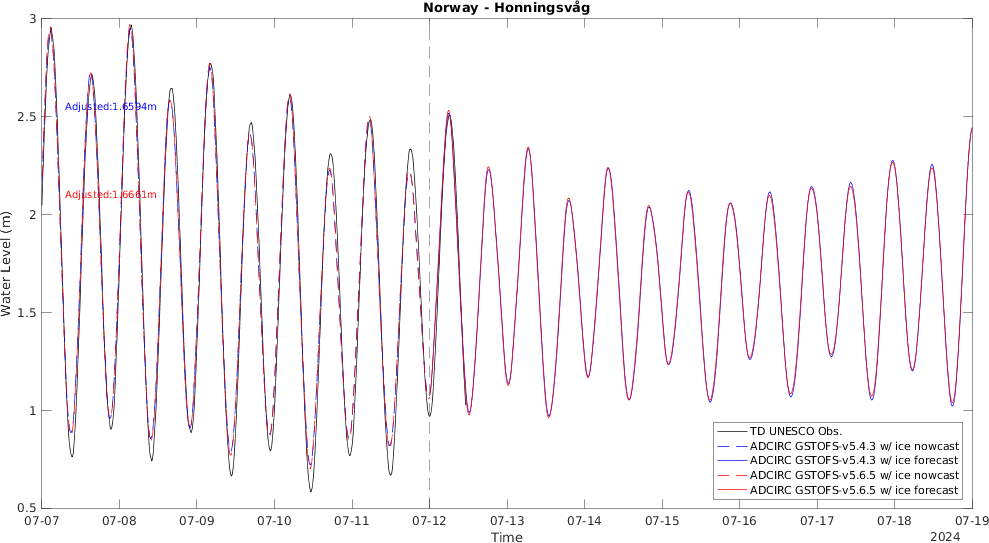 Norway - Honningsvåg
3
2.5
2
1.5
1
0.5
Water Level (m)
Adjusted:1.6594m
Adjusted:1.6661m
TD UNESCO Obs.
ADCIRC GSTOFS-v5.4.3 w/ ice nowcast
ADCIRC GSTOFS-v5.4.3 w/ ice forecast
ADCIRC GSTOFS-v5.6.5 w/ ice nowcast
ADCIRC GSTOFS-v5.6.5 w/ ice forecast
07-07 07-08 07-09 07-10 07-11 07-12 07-13 07-14 07-15 07-16 07-17 07-18 07-19
Time
2024